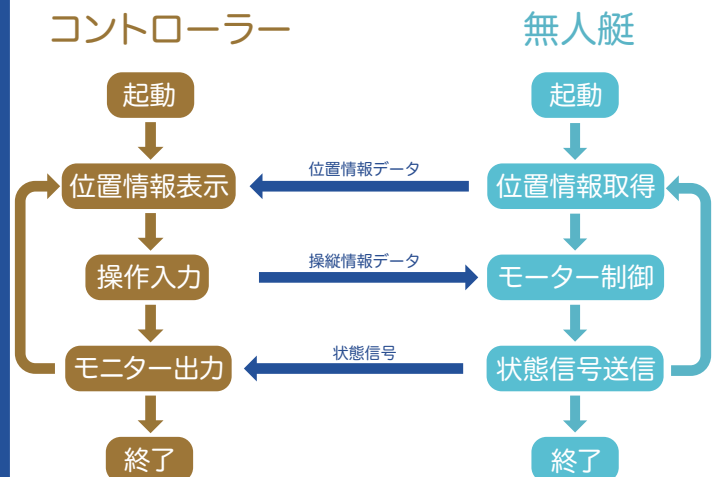 コントローラー
無人艇
起動
起動
位置情報表示
位置情報データ
位置情報取得
操作入力
操縦情報データ
モーター制御
モニター出力
状態信号
状態信号送信
終了
終了